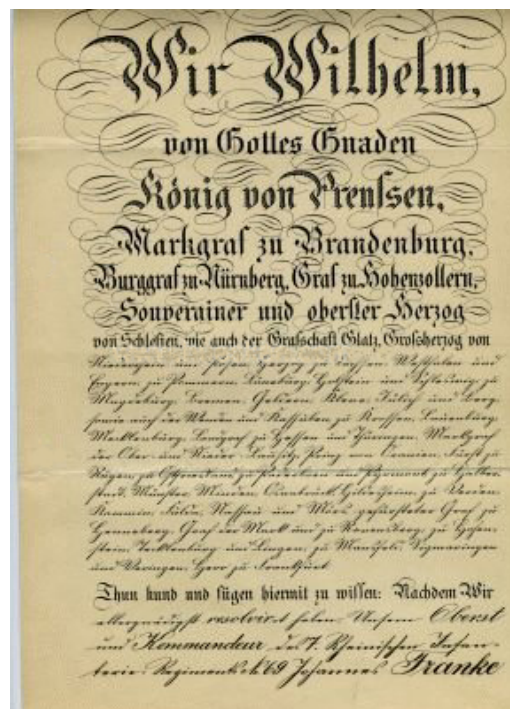 Wir Wilhelm,
von Gottes Gnaden
König von Preußen,
Markgraf zu Brandenburg,
Burggraf zu Nürnberg, Graf zu Hohenzollern,
Souverainer und oberster Herzog
von Schlesien, wie auch der Grafschaft Glatz, Großherzog von
Niederrhein und Posen, Herzog zu Sachsen, Westfalen und
Engern, zu Pommern, Lüneburg, Holstein und Schleswig, zu
Magdeburg, Bremen, Geldern, Kleve, Jülich und Berg,
sowie auch der Wenden und Kassuben, zu Krossen, Lauenburg,
Mecklenburg, Landgraf zu Hessen und Thüringen, Markgraf
der Ober- und Nieder-Lausitz, Prinz von Oranien, Fürst zu
Rügen, zu Ostfriesland, zu Paderborn und Pyrmont, zu Halber-
stadt, Münster, Minden, Osnabrück, Hildesheim, zu Verden,
Kammin, Fulda, Nassau und Mörs, gefürsteter Graf zu
Henneberg, Graf der Mark und zu Ravensberg, zu Hohen-
stein, Tecklenburg und Lingen, zu Mansfeld, Sigmaringen
und Veringen, Herr zu Frankfurt.
Thun kund und fügen hiermit zu wissen: Nachdem Wir
allergnädigst resolviret haben, Unsern Oberst
und Kommandeur des 7. Rheinischen Infan-
terie-Regiments № 69 Johannes Franke